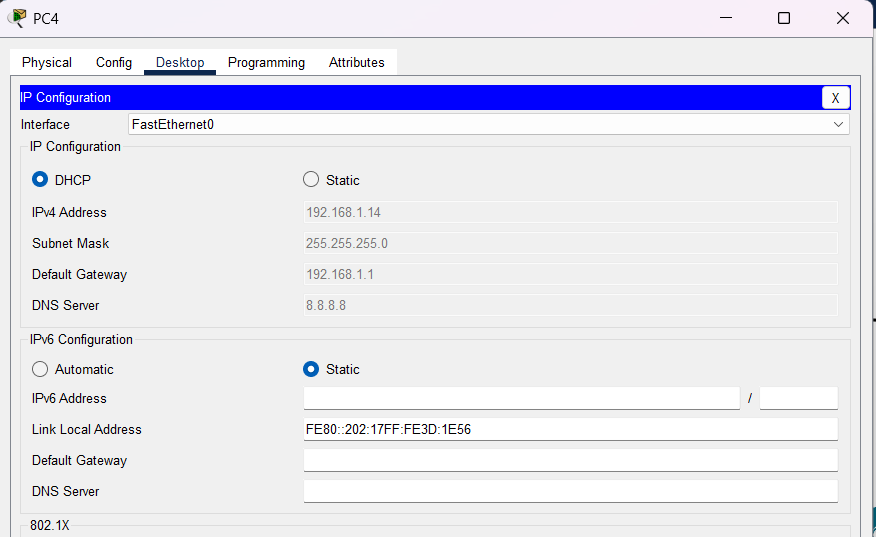 PC4
Physical Config Desktop Programming Attributes
IP Configuration X
Interface FastEthernet0
IP Configuration
DHCP Static
IPv4 Address 192.168.1.14
Subnet Mask 255.255.255.0
Default Gateway 192.168.1.1
DNS Server 8.8.8.8
IPv6 Configuration
Automatic Static
IPv6 Address /
Link Local Address FE80::202:17FF:FE3D:1E56
Default Gateway
DNS Server
802.1X